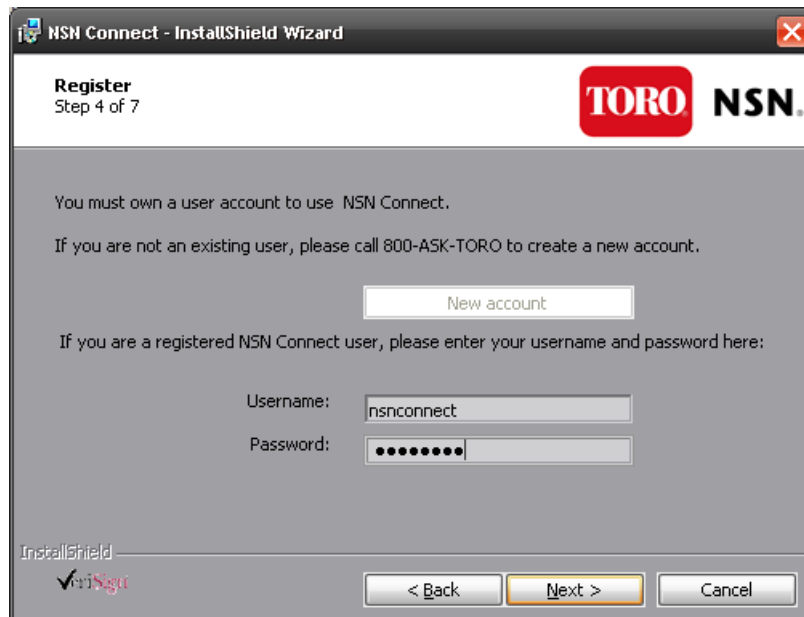 NSN Connect - InstallShield Wizard
Register
Step 4 of 7
TORO. NSN.
You must own a user account to use NSN Connect.
If you are not an existing user, please call 800-ASK-TORO to create a new account.
New account
If you are a registered NSN Connect user, please enter your username and password here:
Username: nsnconnect
Password: ●●●●●●●●
InstallShield
VeriSign
< Back Next > Cancel